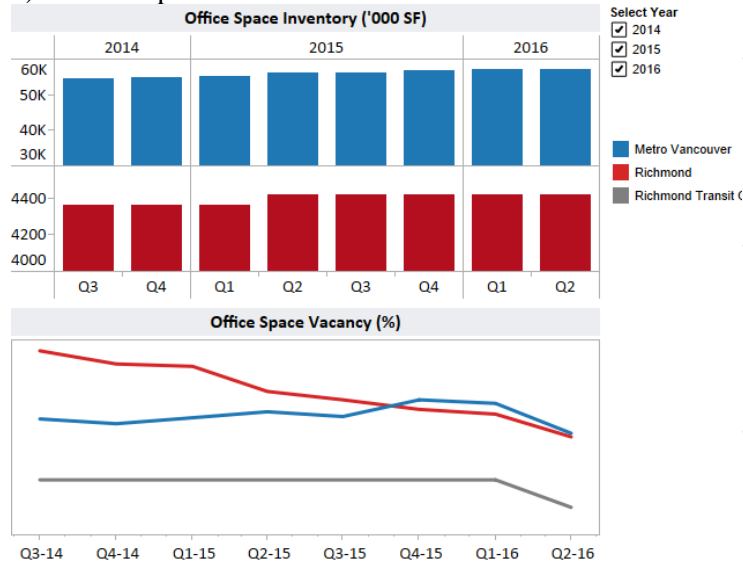 Office Space Inventory ('000 SF)
Select Year
2014
2015
2016
2014 2015 2016
60K
50K
40K
30K
Metro Vancouver
Richmond
Richmond Transit
4400
4200
4000
Q3 Q4 Q1 Q2 Q3 Q4 Q1 Q2
Office Space Vacancy (%)
Q3-14 Q4-14 Q1-15 Q2-15 Q3-15 Q4-15 Q1-16 Q2-16